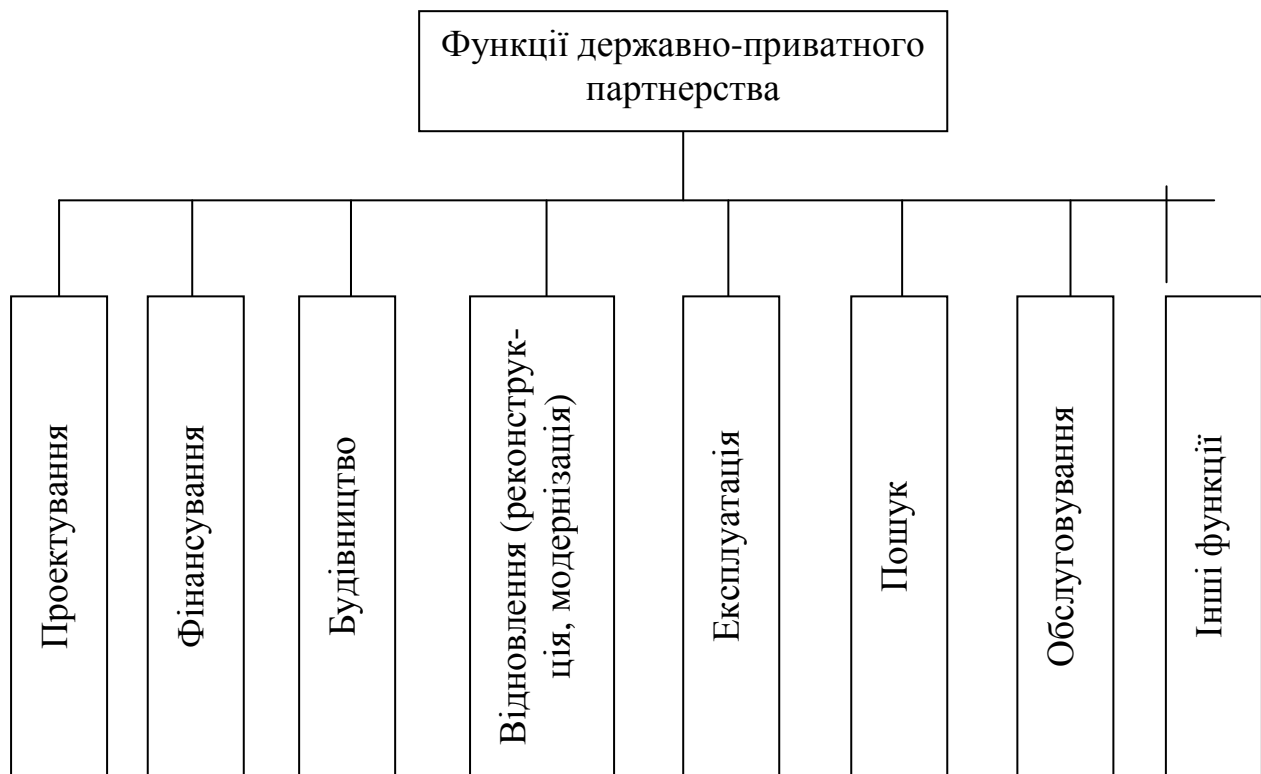 Функції державно-приватного
партнерства
Проектування
Фінансування
Будівництво
Відновлення (реконструк-
ція, модернізація)
Експлуатація
Пошук
Обслуговування
Інші функції